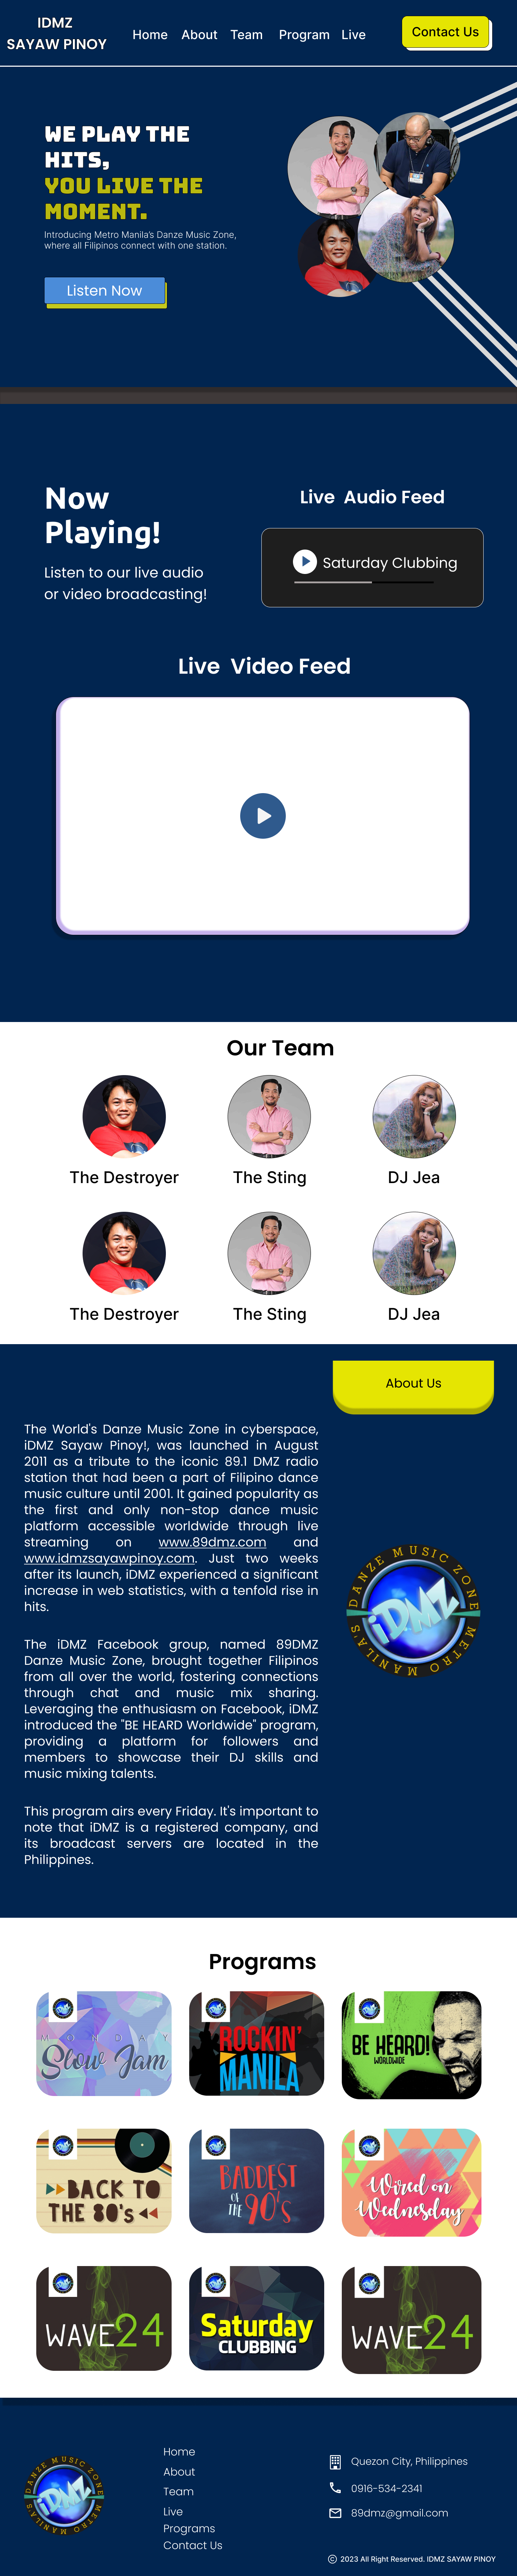 IDMZ
SAYAW PINOY
Home About Team Program Live
Contact Us
WE PLAY THE
HITS,
YOU LIVE THE
MOMENT.
Introducing Metro Manila's Danze Music Zone,
where all Filipinos connect with one station.
Listen Now
Now
Playing!
Listen to our live audio
or video broadcasting!
Live Audio Feed
Saturday Clubbing
Live Video Feed
Our Team
The Destroyer
The Sting
DJ Jea
The Destroyer
The Sting
DJ Jea
About Us
The World's Danze Music Zone in cyberspace,
iDMZ Sayaw Pinoy!, was launched in August
2011 as a tribute to the iconic 89.1 DMZ radio
station that had been a part of Filipino dance
music culture until 2001. It gained popularity as
the first and only non-stop dance music
platform accessible worldwide through live
streaming on www.89dmz.com and
www.idmzsayawpinoy.com. Just two weeks
after its launch, iDMZ experienced a significant
increase in web statistics, with a tenfold rise in
hits.
The iDMZ Facebook group, named 89DMZ
Danze Music Zone, brought together Filipinos
from all over the world, fostering connections
through chat and music mix sharing.
Leveraging the enthusiasm on Facebook, iDMZ
introduced the "BE HEARD Worldwide" program,
providing a platform for followers and
members to showcase their DJ skills and
music mixing talents.
This program airs every Friday. It's important to
note that iDMZ is a registered company, and
its broadcast servers are located in the
Philippines.
DANZE MUSIC ZONE
iDMZ
METRO MANILA'S
Programs
MONDAY
Slow Jam
ROCKIN'
MANILA
BE HEARD!
WORLDWIDE
BACK TO
THE 80's
BADDEST
OF THE 90's
Wired on
Wednesday
WAVE24
Saturday
CLUBBING
WAVE24
DANZE MUSIC ZONE
iDMZ
METRO MANILA'S
Home
About
Team
Live
Programs
Contact Us
Quezon City, Philippines
0916-534-2341
89dmz@gmail.com
© 2023 All Right Reserved. IDMZ SAYAW PINOY